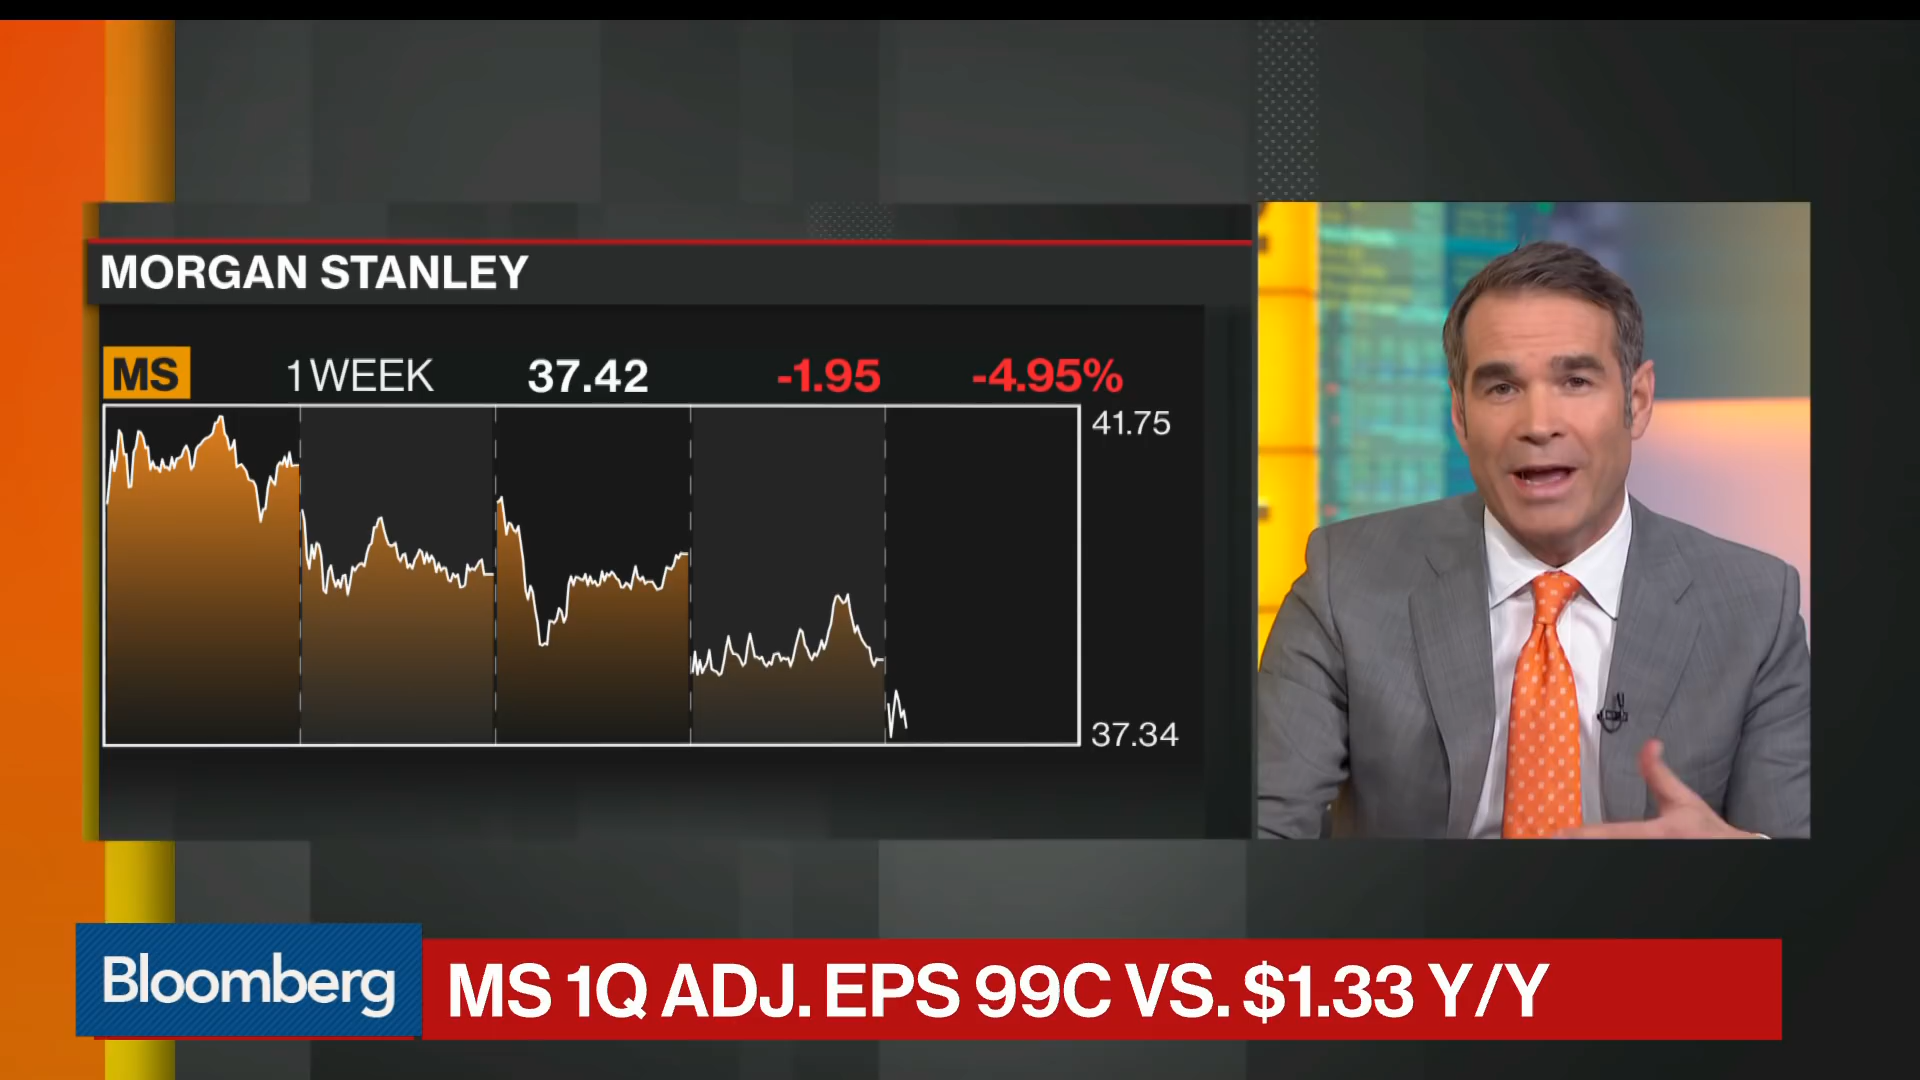 MORGAN STANLEY
MS 1 WEEK 37.42 -1.95 -4.95%
41.75
37.34
Bloomberg
MS 1Q ADJ. EPS 99C VS. $1.33 Y/Y